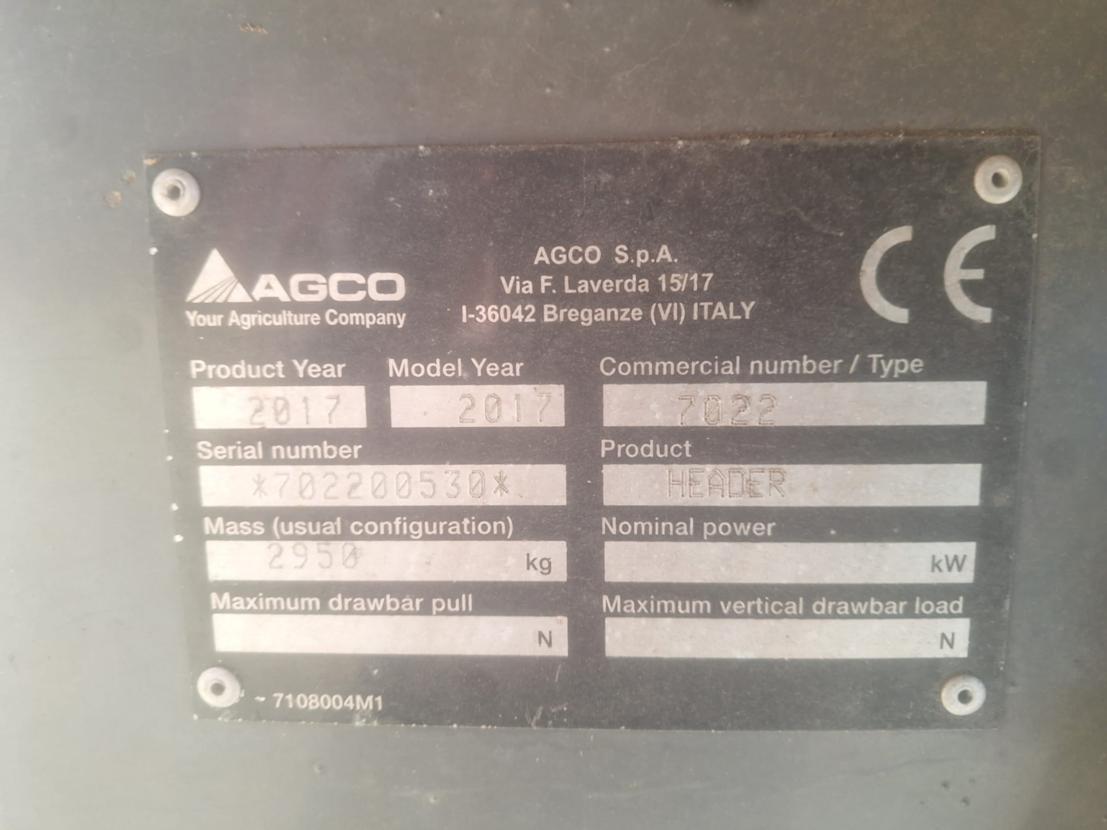 AGCO
Your Agriculture Company
AGCO S.p.A.
Via F. Laverda 15/17
I-36042 Breganze (VI) ITALY
CE
Product Year Model Year Commercial number / Type
2017 2017 7022
Serial number Product
*702200530* HEADER
Mass (usual configuration) Nominal power
2950 kg kW
Maximum drawbar pull Maximum vertical drawbar load
N N
~ 7108004M1